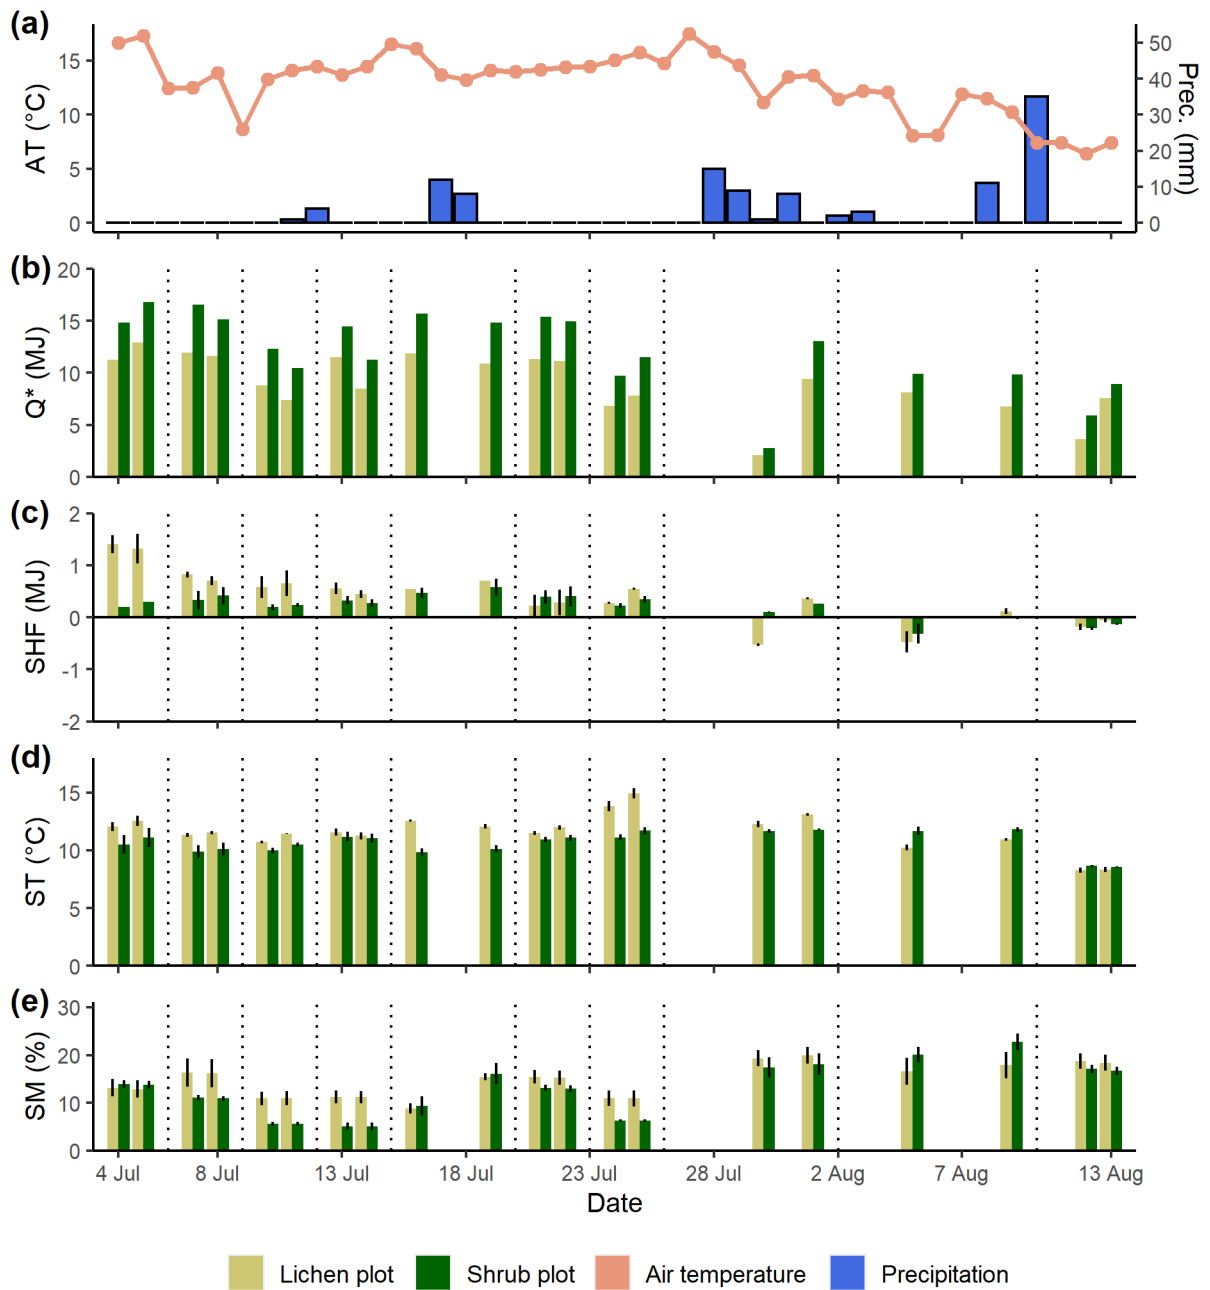 (a)
AT (°C)
15
10
5
0
50
40
30
20
10
0
Prec. (mm)
(b)
Q* (MJ)
20
15
10
5
0
(c)
SHF (MJ)
2
1
0
-1
-2
(d)
ST (°C)
15
10
5
0
(e)
SM (%)
30
20
10
0
4 Jul 8 Jul 13 Jul 18 Jul 23 Jul 28 Jul 2 Aug 7 Aug 13 Aug
Date
Lichen plot Shrub plot Air temperature Precipitation